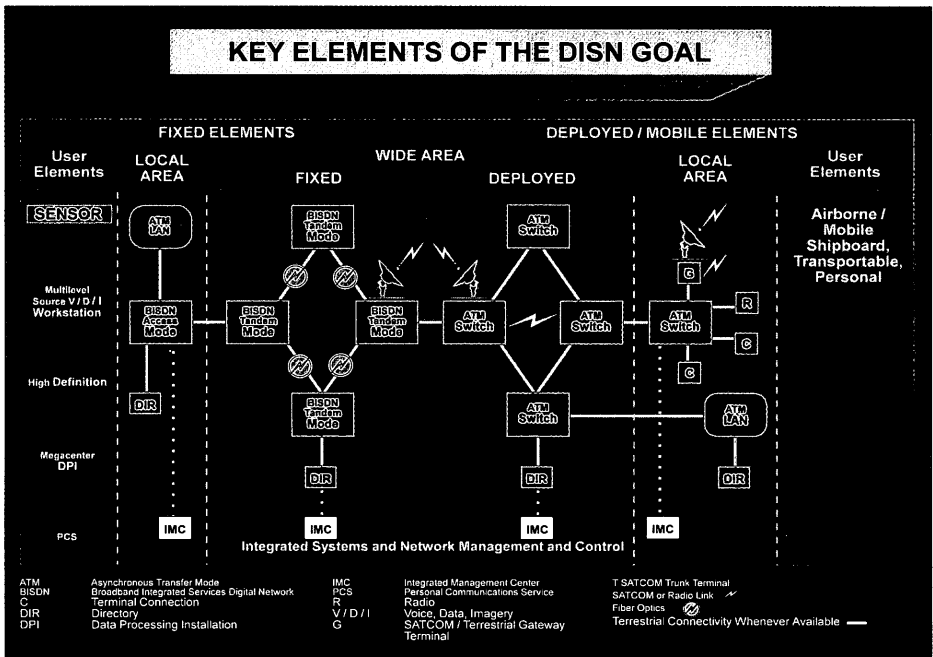 KEY ELEMENTS OF THE DISN GOAL
FIXED ELEMENTS
DEPLOYED / MOBILE ELEMENTS
User
Elements
LOCAL
AREA
WIDE AREA
FIXED
DEPLOYED
LOCAL
AREA
User
Elements
SENSOR
Multilevel
Source V / D / I
Workstation
High Definition
Megacenter
DPI
PCS
ATM
LAN
BISDN
Access
Mode
DIR
IMC
BISDN
Tandem
Mode
BISDN
Tandem
Mode
BISDN
Tandem
Mode
BISDN
Tandem
Mode
DIR
IMC
ATM
Switch
ATM
Switch
ATM
Switch
ATM
Switch
DIR
IMC
G
ATM
Switch
R
C
C
ATM
LAN
DIR
IMC
Airborne /
Mobile
Shipboard,
Transportable,
Personal
Integrated Systems and Network Management and Control
ATM Asynchronous Transfer Mode
BISDN Broadband Integrated Services Digital Network
C Terminal Connection
DIR Directory
DPI Data Processing Installation
IMC Integrated Management Center
PCS Personal Communications Service
R Radio
V / D / I Voice, Data, Imagery
G SATCOM / Terrestrial Gateway
Terminal
T SATCOM Trunk Terminal
SATCOM or Radio Link
Fiber Optics
Terrestrial Connectivity Whenever Available